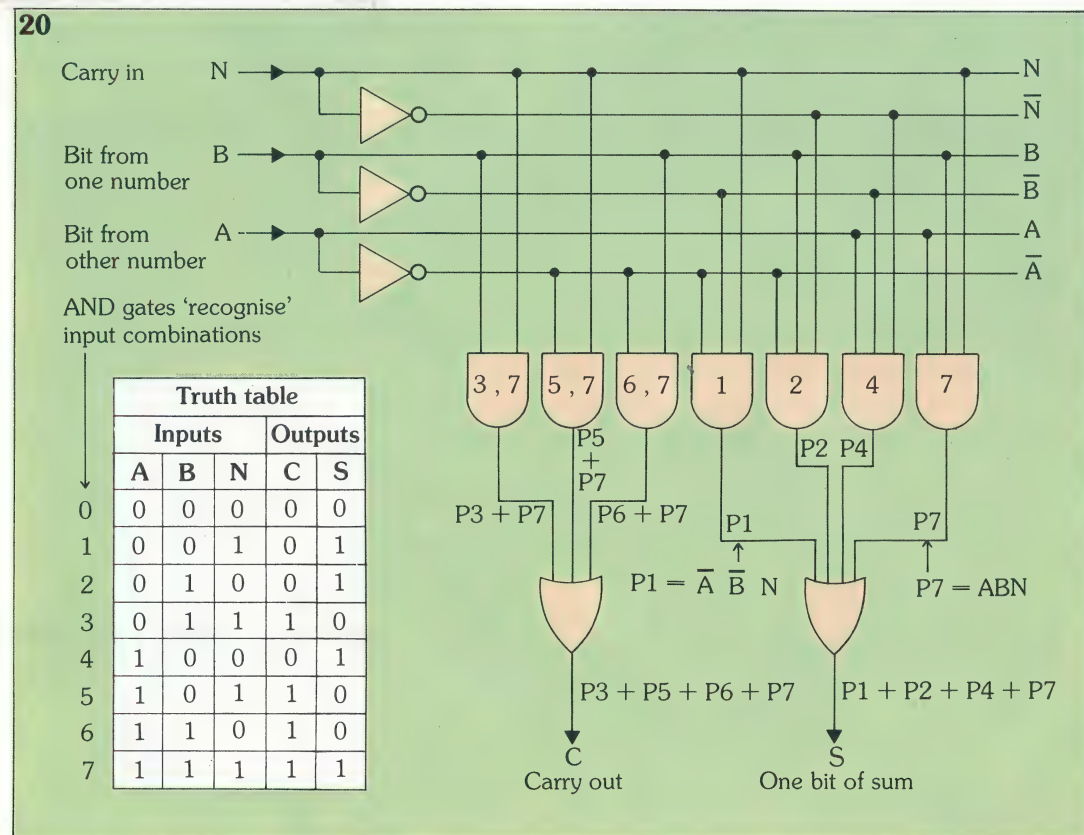 20
Carry in N N
N̅
Bit from B B
one number
B̅
Bit from A A
other number
A̅
AND gates 'recognise'
input combinations
3 , 7 5 , 7 6 , 7 1 2 4 7
Truth table
Inputs Outputs
A B N C S
0 0 0 0 0 0
1 0 0 1 0 1
2 0 1 0 0 1
3 0 1 1 1 0
4 1 0 0 0 1
5 1 0 1 1 0
6 1 1 0 1 0
7 1 1 1 1 1
P5
+
P7
P2 P4
P3 + P7 P6 + P7
P1
P7
P1 = A̅ B̅ N
P7 = ABN
P3 + P5 + P6 + P7
P1 + P2 + P4 + P7
C
Carry out
S
One bit of sum